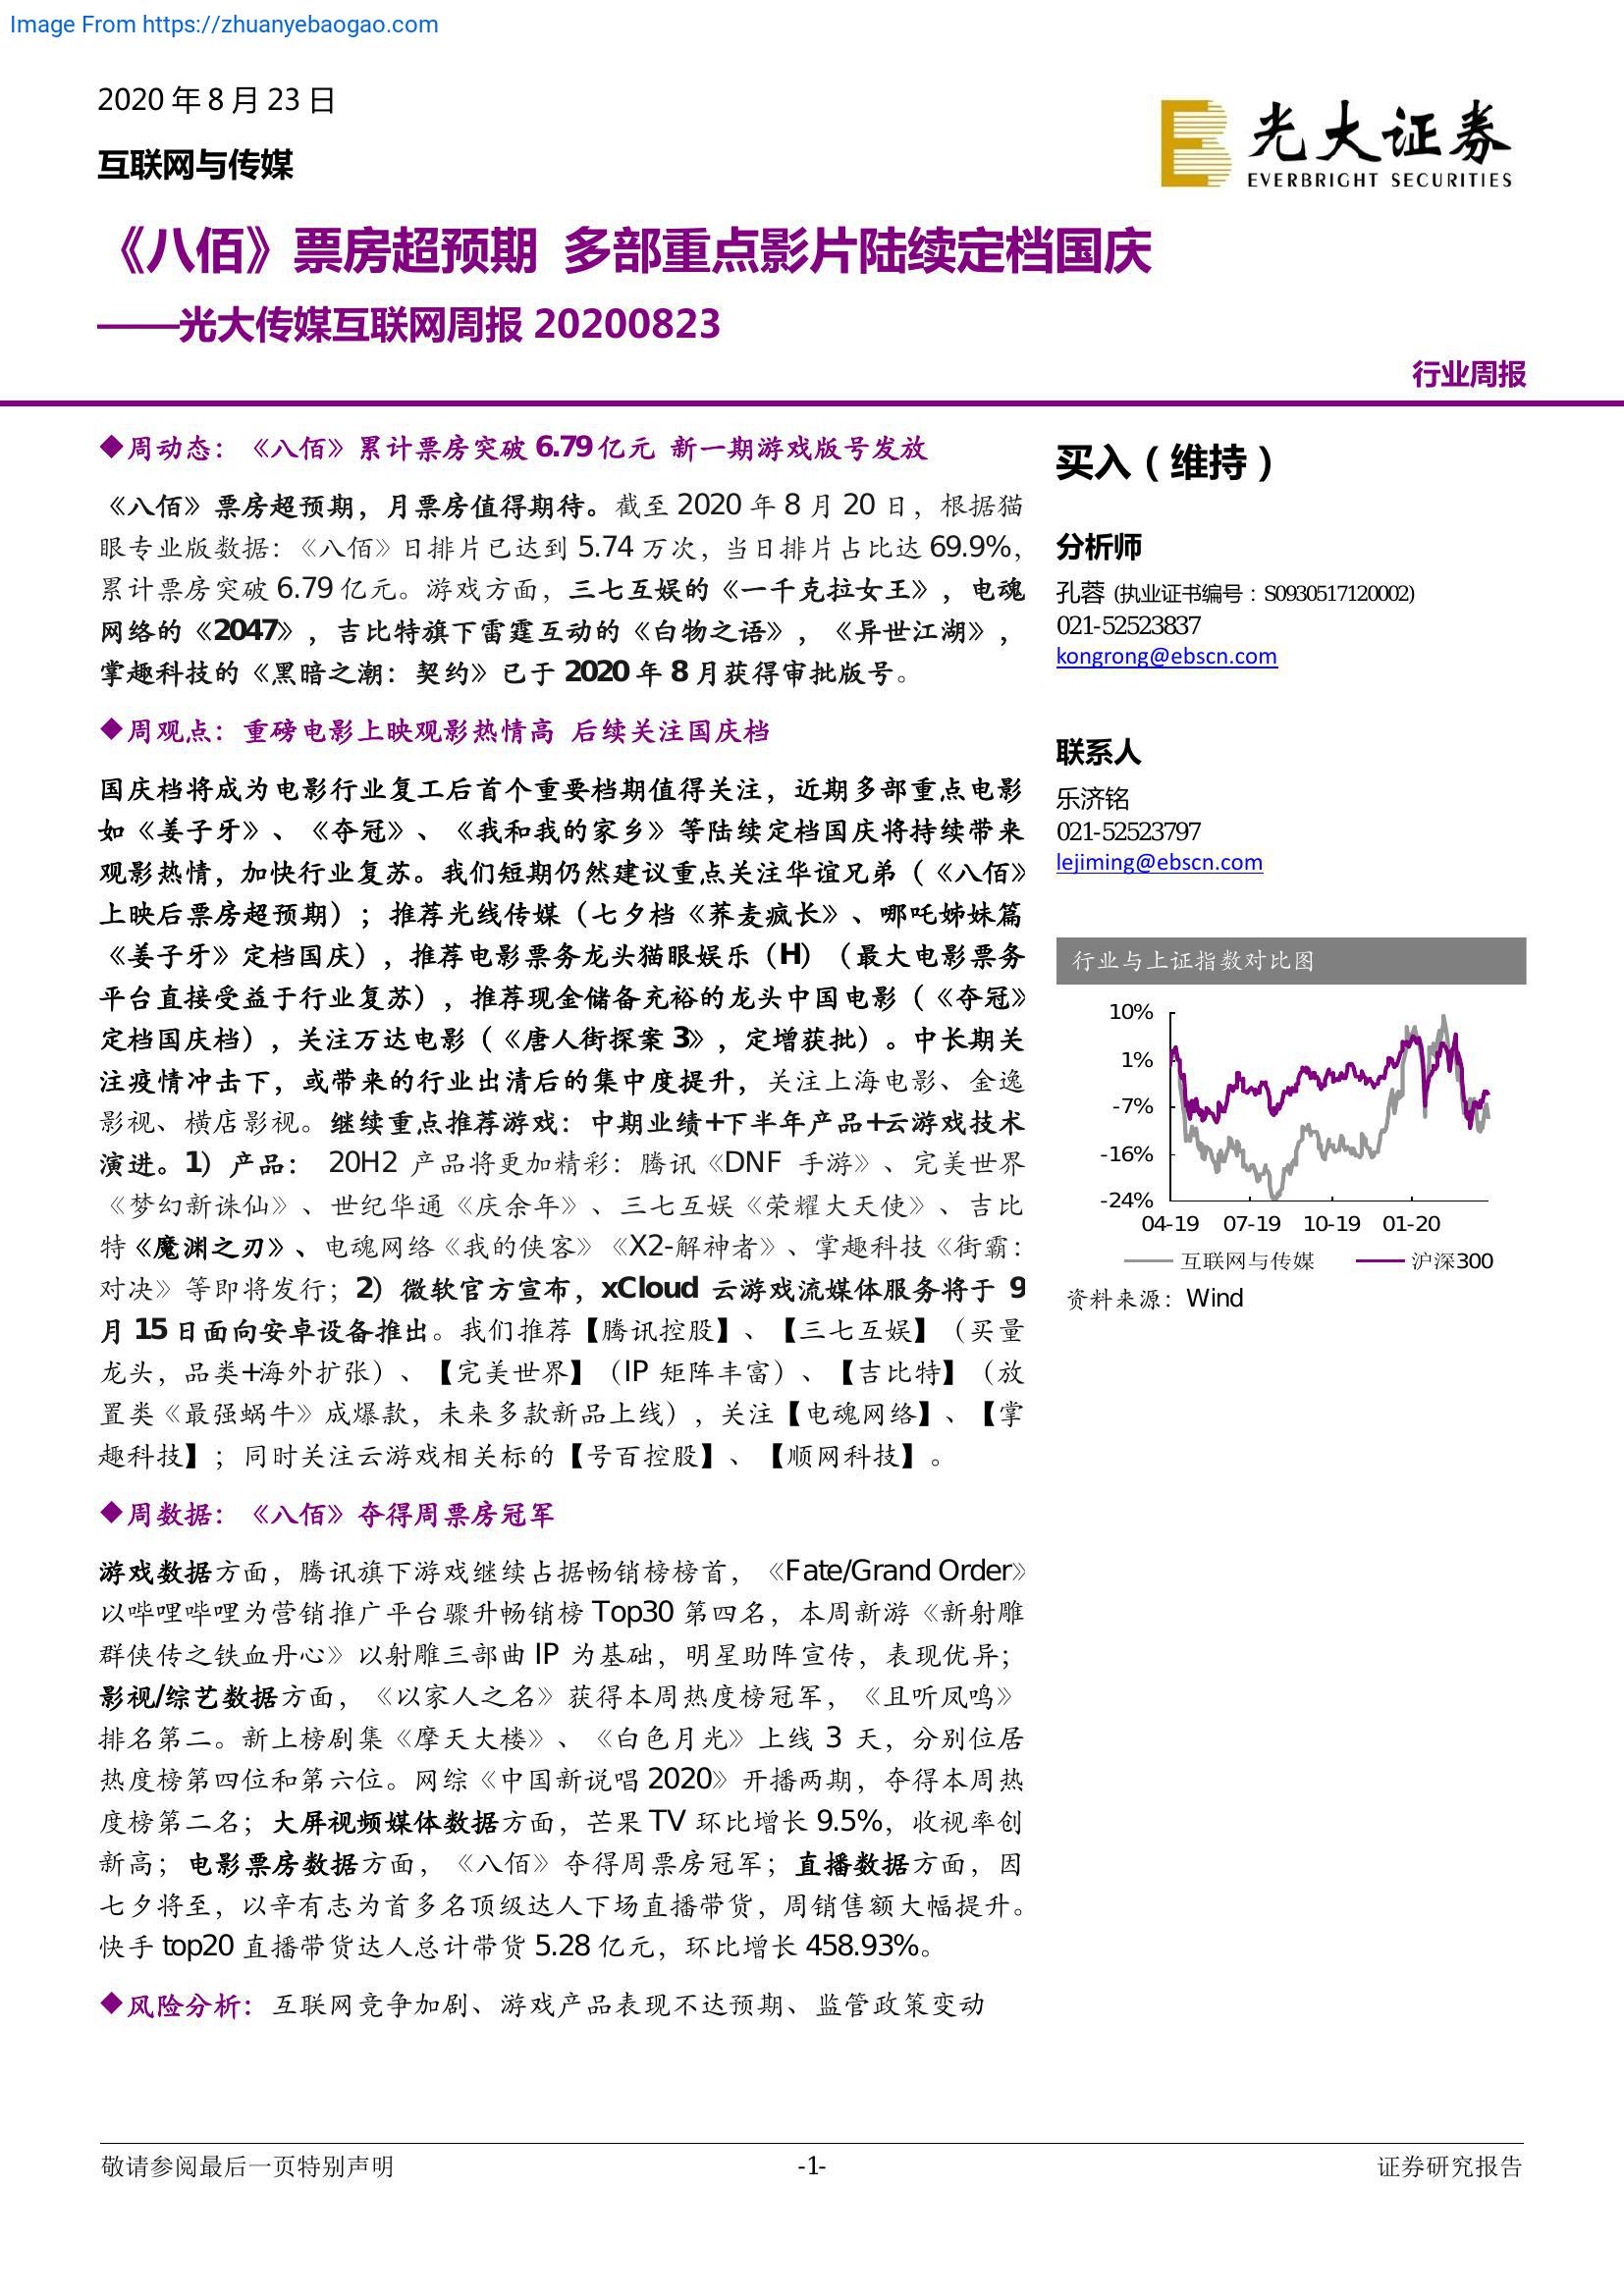 Image From https://zhuanyebaogao.com
2020 年 8 月 23 日
互联网与传媒
光大证券
EVERBRIGHT SECURITIES
《八佰》票房超预期 多部重点影片陆续定档国庆
——光大传媒互联网周报 20200823
行业周报
◆周动态：《八佰》累计票房突破 6.79 亿元 新一期游戏版号发放
《八佰》票房超预期，月票房值得期待。截至 2020 年 8 月 20 日，根据猫
眼专业版数据：《八佰》日排片已达到 5.74 万次，当日排片占比达 69.9%，
累计票房突破 6.79 亿元。游戏方面，三七互娱的《一千克拉女王》，电魂
网络的《2047》，吉比特旗下雷霆互动的《白物之语》，《异世江湖》，
掌趣科技的《黑暗之潮：契约》已于 2020 年 8 月获得审批版号。
◆周观点：重磅电影上映观影热情高 后续关注国庆档
国庆档将成为电影行业复工后首个重要档期值得关注，近期多部重点电影
如《姜子牙》、《夺冠》、《我和我的家乡》等陆续定档国庆将持续带来
观影热情，加快行业复苏。我们短期仍然建议重点关注华谊兄弟（《八佰》
上映后票房超预期）；推荐光线传媒（七夕档《荞麦疯长》、哪吒姊妹篇
《姜子牙》定档国庆），推荐电影票务龙头猫眼娱乐（H）（最大电影票务
平台直接受益于行业复苏），推荐现金储备充裕的龙头中国电影（《夺冠》
定档国庆档），关注万达电影（《唐人街探案 3》，定增获批）。中长期关
注疫情冲击下，或带来的行业出清后的集中度提升，关注上海电影、金逸
影视、横店影视。继续重点推荐游戏：中期业绩+下半年产品+云游戏技术
演进。1）产品： 20H2 产品将更加精彩：腾讯《DNF 手游》、完美世界
《梦幻新诛仙》、世纪华通《庆余年》、三七互娱《荣耀大天使》、吉比
特《魔渊之刃》、电魂网络《我的侠客》《X2-解神者》、掌趣科技《街霸：
对决》等即将发行；2）微软官方宣布，xCloud 云游戏流媒体服务将于 9
月 15 日面向安卓设备推出。我们推荐【腾讯控股】、【三七互娱】（买量
龙头，品类+海外扩张）、【完美世界】（IP 矩阵丰富）、【吉比特】（放
置类《最强蜗牛》成爆款，未来多款新品上线），关注【电魂网络】、【掌
趣科技】；同时关注云游戏相关标的【号百控股】、【顺网科技】。
◆周数据：《八佰》夺得周票房冠军
游戏数据方面，腾讯旗下游戏继续占据畅销榜榜首，《Fate/Grand Order》
以哔哩哔哩为营销推广平台骤升畅销榜 Top30 第四名，本周新游《新射雕
群侠传之铁血丹心》以射雕三部曲 IP 为基础，明星助阵宣传，表现优异；
影视/综艺数据方面，《以家人之名》获得本周热度榜冠军，《且听凤鸣》
排名第二。新上榜剧集《摩天大楼》、《白色月光》上线 3 天，分别位居
热度榜第四位和第六位。网综《中国新说唱 2020》开播两期，夺得本周热
度榜第二名；大屏视频媒体数据方面，芒果 TV 环比增长 9.5%，收视率创
新高；电影票房数据方面，《八佰》夺得周票房冠军；直播数据方面，因
七夕将至，以辛有志为首多名顶级达人下场直播带货，周销售额大幅提升。
快手 top20 直播带货达人总计带货 5.28 亿元，环比增长 458.93%。
◆风险分析：互联网竞争加剧、游戏产品表现不达预期、监管政策变动
买入（维持）
分析师
孔蓉 (执业证书编号：S0930517120002)
021-52523837
kongrong@ebscn.com
联系人
乐济铭
021-52523797
lejiming@ebscn.com
行业与上证指数对比图
10%
1%
-7%
-16%
-24%
04-19 07-19 10-19 01-20
互联网与传媒 沪深300
资料来源：Wind
敬请参阅最后一页特别声明 -1- 证券研究报告